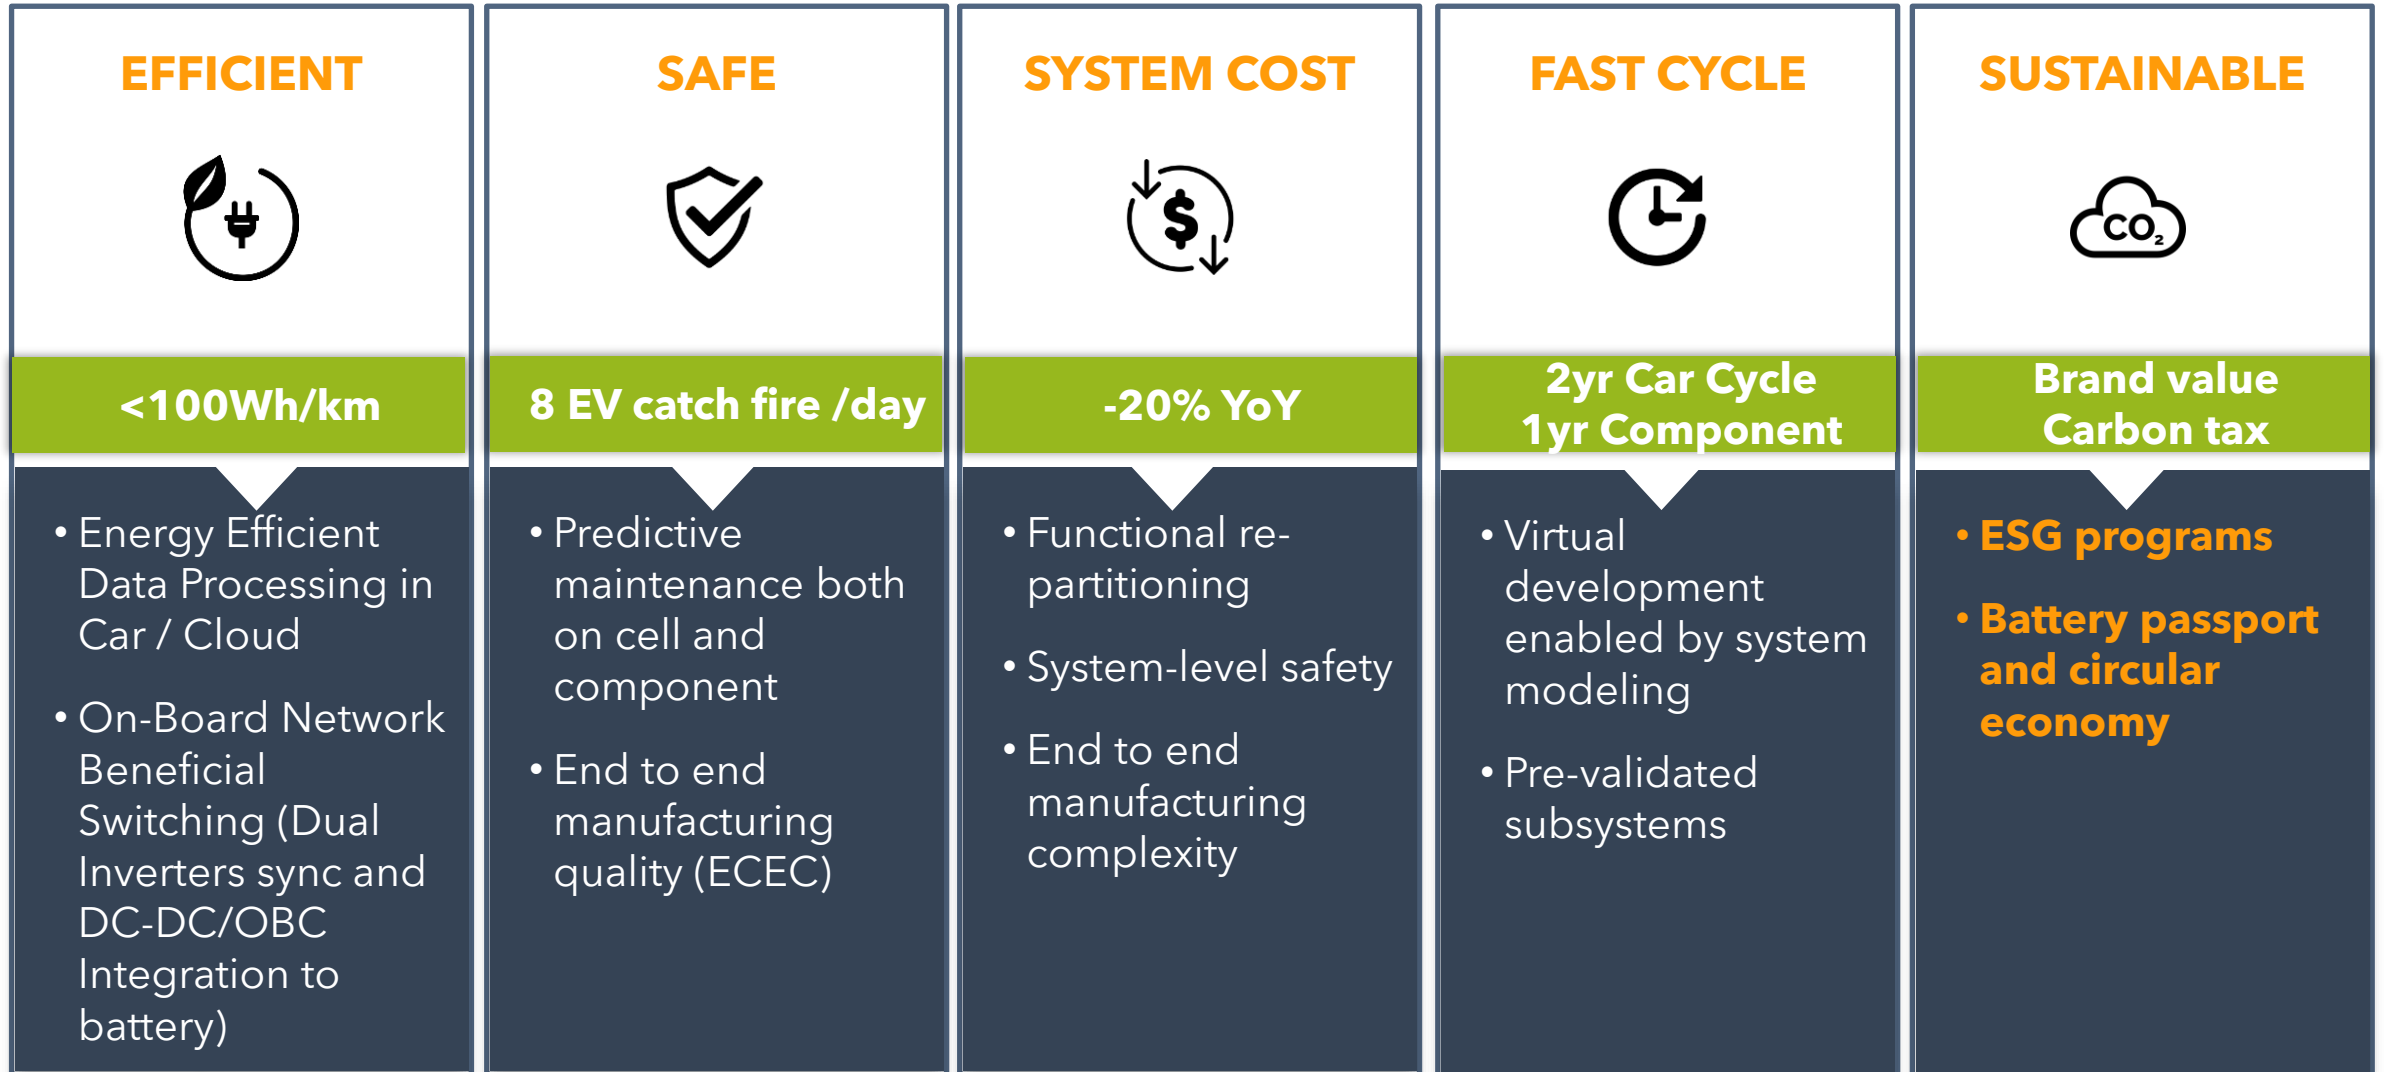 EFFICIENT
<100Wh/km
• Energy Efficient
Data Processing in
Car / Cloud
• On-Board Network
Beneficial
Switching (Dual
Inverters sync and
DC-DC/OBC
Integration to
battery)
SAFE
8 EV catch fire /day
• Predictive
maintenance both
on cell and
component
• End to end
manufacturing
quality (ECEC)
SYSTEM COST
$
-20% YoY
• Functional re-
partitioning
• System-level safety
• End to end
manufacturing
complexity
FAST CYCLE
2yr Car Cycle
1yr Component
• Virtual
development
enabled by system
modeling
• Pre-validated
subsystems
SUSTAINABLE
CO₂
Brand value
Carbon tax
• ESG programs
• Battery passport
and circular
economy